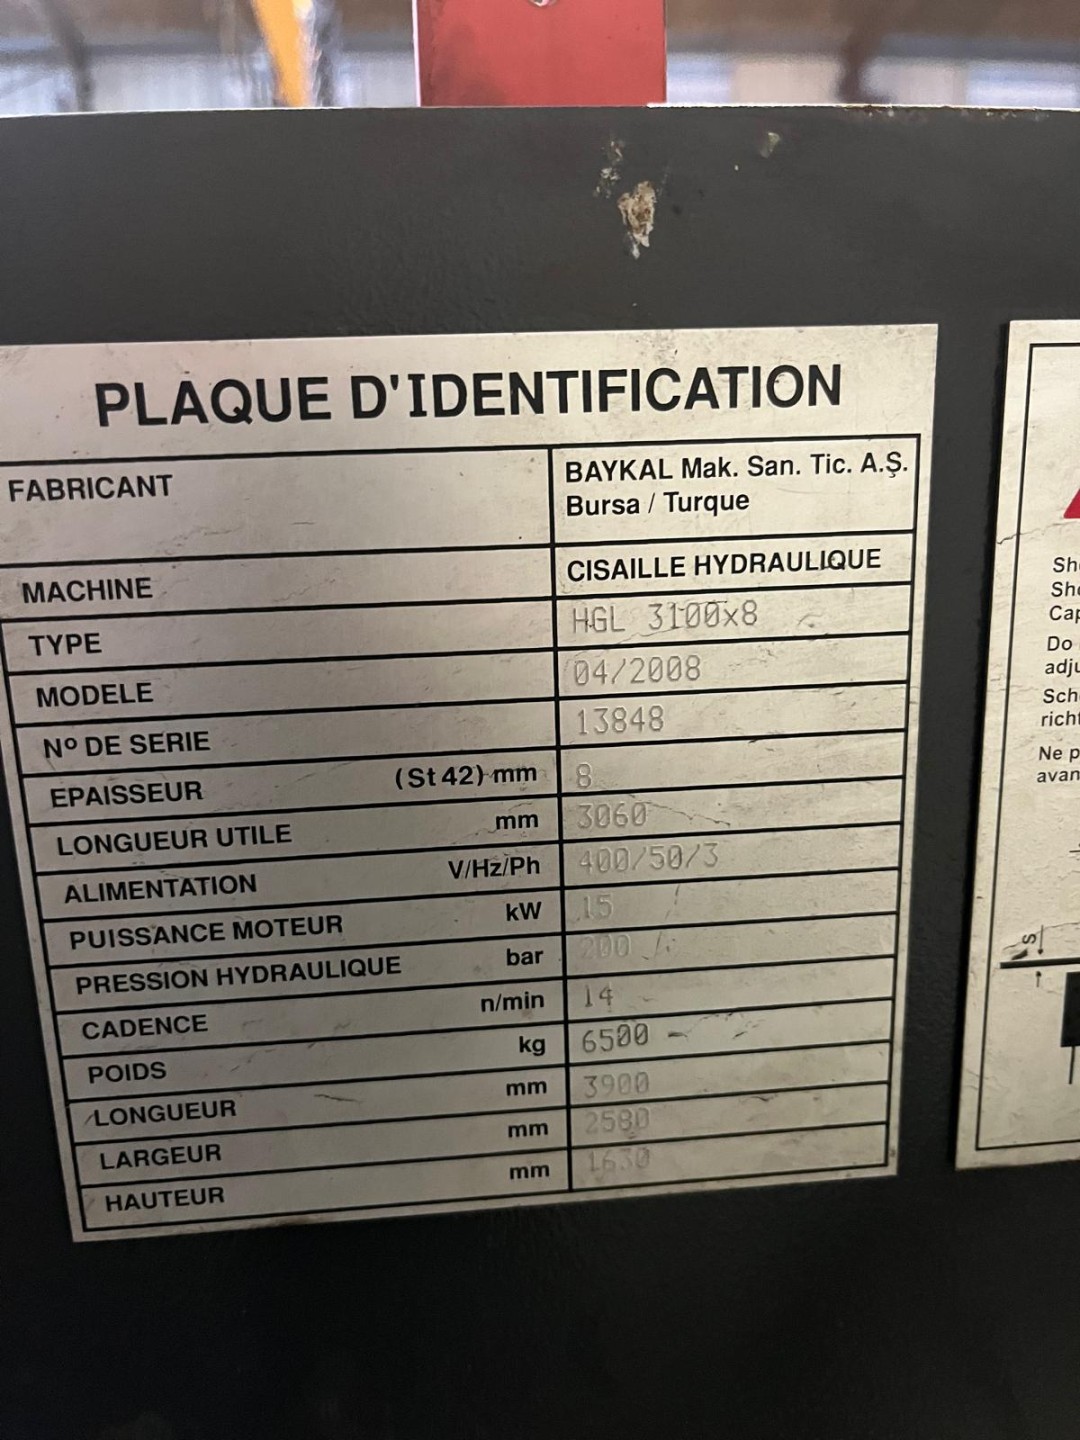 PLAQUE D'IDENTIFICATION
FABRICANT BAYKAL Mak. San. Tic. A.Ş.
Bursa / Turque
MACHINE CISAILLE HYDRAULIQUE
TYPE HGL 3100x8
MODELE 04/2008
Nº DE SERIE 13848
EPAISSEUR (St 42) mm 8
LONGUEUR UTILE mm 3060
ALIMENTATION V/Hz/Ph 400/50/3
PUISSANCE MOTEUR kW 15
PRESSION HYDRAULIQUE bar 200
CADENCE n/min 14
POIDS kg 6500
LONGUEUR mm 3900
LARGEUR mm 2580
HAUTEUR mm 1630
Do
Ne
S